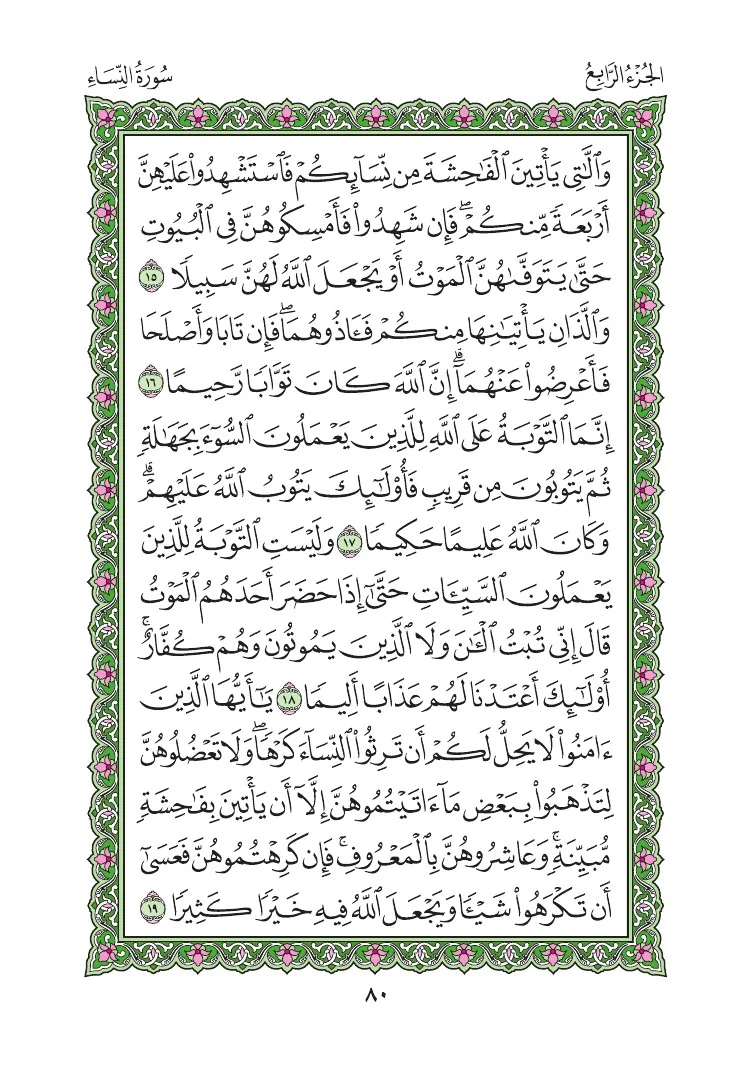 الجُزْءُ الرَّابِعُ
سُورَةُ النِّسَاءِ
وَٱلَّٰتِي يَأۡتِينَ ٱلۡفَٰحِشَةَ مِن نِّسَآئِكُمۡ فَٱسۡتَشۡهِدُواْ عَلَيۡهِنَّ
أَرۡبَعَةٗ مِّنكُمۡۖ فَإِن شَهِدُواْ فَأَمۡسِكُوهُنَّ فِي ٱلۡبُيُوتِ
حَتَّىٰ يَتَوَفَّىٰهُنَّ ٱلۡمَوۡتُ أَوۡ يَجۡعَلَ ٱللَّهُ لَهُنَّ سَبِيلٗا ١٥
وَٱلَّذَانِ يَأۡتِيَٰنِهَا مِنكُمۡ فَـَٔاذُوهُمَاۖ فَإِن تَابَا وَأَصۡلَحَا
فَأَعۡرِضُواْ عَنۡهُمَآۗ إِنَّ ٱللَّهَ كَانَ تَوَّابٗا رَّحِيمًا ١٦
إِنَّمَا ٱلتَّوۡبَةُ عَلَى ٱللَّهِ لِلَّذِينَ يَعۡمَلُونَ ٱلسُّوٓءَ بِجَهَٰلَةٖ
ثُمَّ يَتُوبُونَ مِن قَرِيبٖ فَأُوْلَٰٓئِكَ يَتُوبُ ٱللَّهُ عَلَيۡهِمۡۗ
وَكَانَ ٱللَّهُ عَلِيمًا حَكِيمٗا ١٧ وَلَيۡسَتِ ٱلتَّوۡبَةُ لِلَّذِينَ
يَعۡمَلُونَ ٱلسَّيِّـَٔاتِ حَتَّىٰٓ إِذَا حَضَرَ أَحَدَهُمُ ٱلۡمَوۡتُ
قَالَ إِنِّي تُبۡتُ ٱلۡـَٰٔنَ وَلَا ٱلَّذِينَ يَمُوتُونَ وَهُمۡ كُفَّارٌۚ
أُوْلَٰٓئِكَ أَعۡتَدۡنَا لَهُمۡ عَذَابًا أَلِيمٗا ١٨ يَٰٓأَيُّهَا ٱلَّذِينَ
ءَامَنُواْ لَا يَحِلُّ لَكُمۡ أَن تَرِثُواْ ٱلنِّسَآءَ كَرۡهٗاۖ وَلَا تَعۡضُلُوهُنَّ
لِتَذۡهَبُواْ بِبَعۡضِ مَآ ءَاتَيۡتُمُوهُنَّ إِلَّآ أَن يَأۡتِينَ بِفَٰحِشَةٖ
مُّبَيِّنَةٖۚ وَعَاشِرُوهُنَّ بِٱلۡمَعۡرُوفِۚ فَإِن كَرِهۡتُمُوهُنَّ فَعَسَىٰٓ
أَن تَكۡرَهُواْ شَيۡـٔٗا وَيَجۡعَلَ ٱللَّهُ فِيهِ خَيۡرٗا كَثِيرٗا ١٩
٨٠